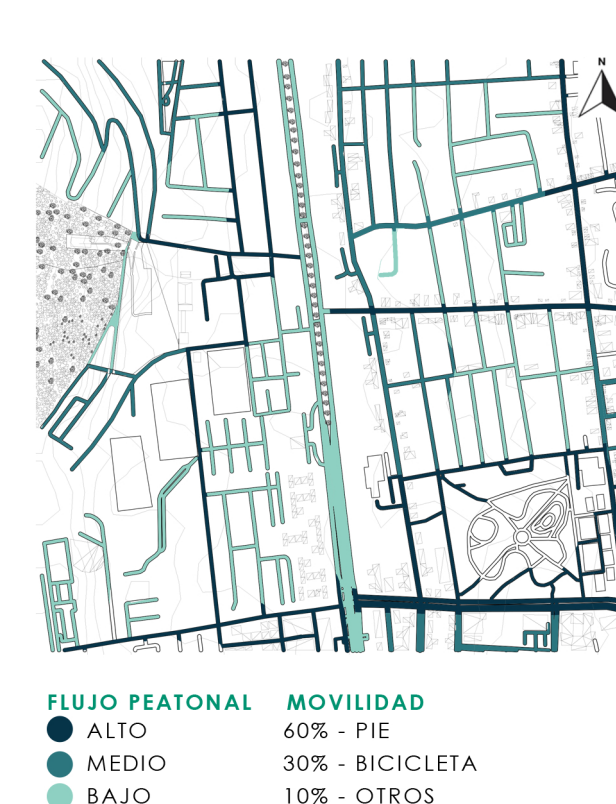 N
FLUJO PEATONAL MOVILIDAD
ALTO 60% - PIE
MEDIO 30% - BICICLETA
BAJO 10% - OTROS